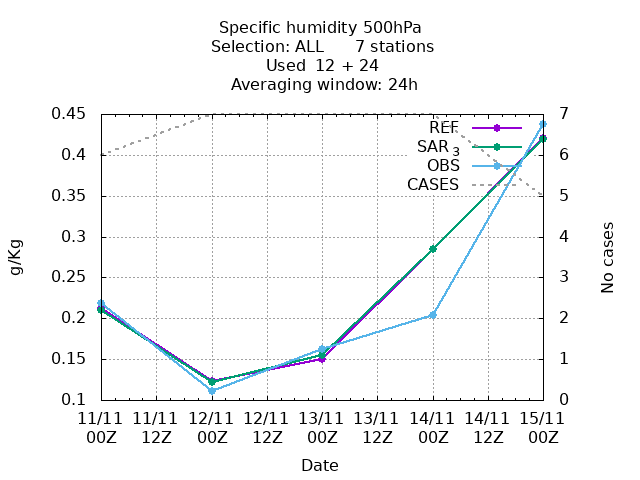 Specific humidity 500hPa
Selection: ALL 7 stations
Used 12 + 24
Averaging window: 24h
0.45
0.4
0.35
0.3
0.25
0.2
0.15
0.1
g/Kg
7
6
5
4
3
2
1
0
No cases
REF
SAR 3
OBS
CASES
11/11 11/11 12/11 12/11 13/11 13/11 14/11 14/11 15/11
00Z 12Z 00Z 12Z 00Z 12Z 00Z 12Z 00Z
Date